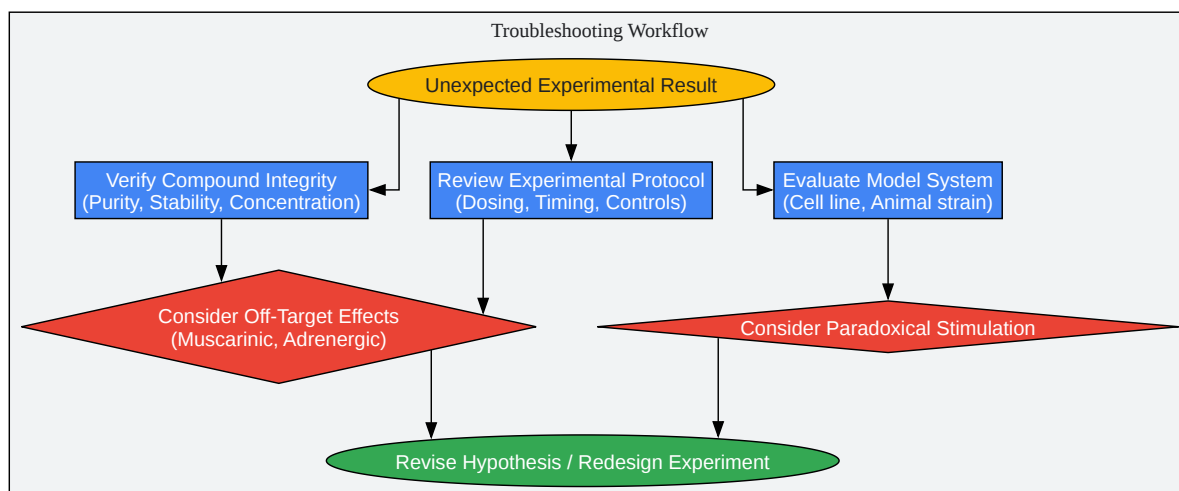 Troubleshooting Workflow
Unexpected Experimental Result
Verify Compound Integrity
(Purity, Stability, Concentration)
Review Experimental Protocol
(Dosing, Timing, Controls)
Evaluate Model System
(Cell line, Animal strain)
Consider Off-Target Effects
(Muscarinic, Adrenergic)
Consider Paradoxical Stimulation
Revise Hypothesis / Redesign Experiment